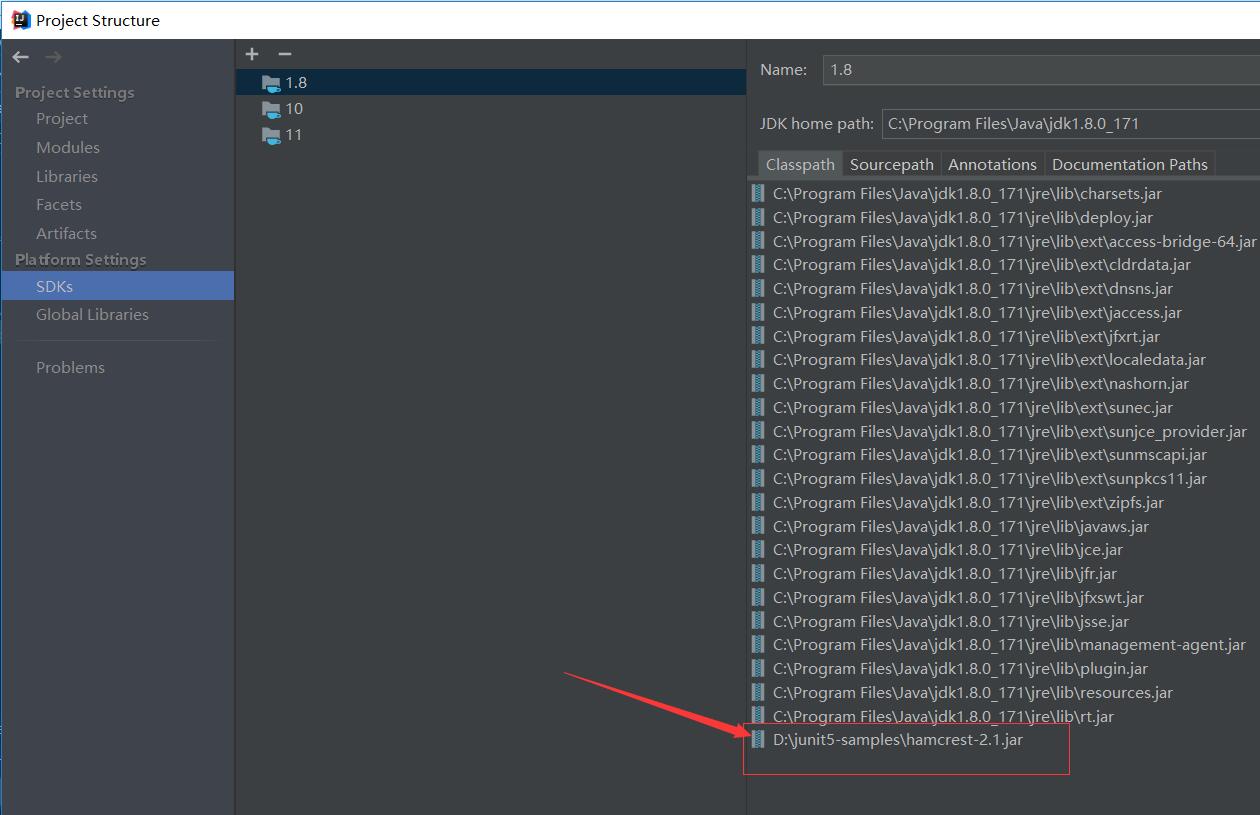 Project Structure
Project Settings
Project
Modules
Libraries
Facets
Artifacts
Platform Settings
SDKs
Global Libraries
Problems
1.8
10
11
Name: 1.8
JDK home path: C:\Program Files\Java\jdk1.8.0_171
Classpath Sourcepath Annotations Documentation Paths
C:\Program Files\Java\jdk1.8.0_171\jre\lib\charsets.jar
C:\Program Files\Java\jdk1.8.0_171\jre\lib\deploy.jar
C:\Program Files\Java\jdk1.8.0_171\jre\lib\ext\access-bridge-64.jar
C:\Program Files\Java\jdk1.8.0_171\jre\lib\ext\cldrdata.jar
C:\Program Files\Java\jdk1.8.0_171\jre\lib\ext\dnsns.jar
C:\Program Files\Java\jdk1.8.0_171\jre\lib\ext\jaccess.jar
C:\Program Files\Java\jdk1.8.0_171\jre\lib\ext\jfxrt.jar
C:\Program Files\Java\jdk1.8.0_171\jre\lib\ext\localedata.jar
C:\Program Files\Java\jdk1.8.0_171\jre\lib\ext\nashorn.jar
C:\Program Files\Java\jdk1.8.0_171\jre\lib\ext\sunec.jar
C:\Program Files\Java\jdk1.8.0_171\jre\lib\ext\sunjce_provider.jar
C:\Program Files\Java\jdk1.8.0_171\jre\lib\ext\sunmscapi.jar
C:\Program Files\Java\jdk1.8.0_171\jre\lib\ext\sunpkcs11.jar
C:\Program Files\Java\jdk1.8.0_171\jre\lib\ext\zipfs.jar
C:\Program Files\Java\jdk1.8.0_171\jre\lib\javaws.jar
C:\Program Files\Java\jdk1.8.0_171\jre\lib\jce.jar
C:\Program Files\Java\jdk1.8.0_171\jre\lib\jfr.jar
C:\Program Files\Java\jdk1.8.0_171\jre\lib\jfxswt.jar
C:\Program Files\Java\jdk1.8.0_171\jre\lib\jsse.jar
C:\Program Files\Java\jdk1.8.0_171\jre\lib\management-agent.jar
C:\Program Files\Java\jdk1.8.0_171\jre\lib\plugin.jar
C:\Program Files\Java\jdk1.8.0_171\jre\lib\resources.jar
C:\Program Files\Java\jdk1.8.0_171\jre\lib\rt.jar
D:\junit5-samples\hamcrest-2.1.jar